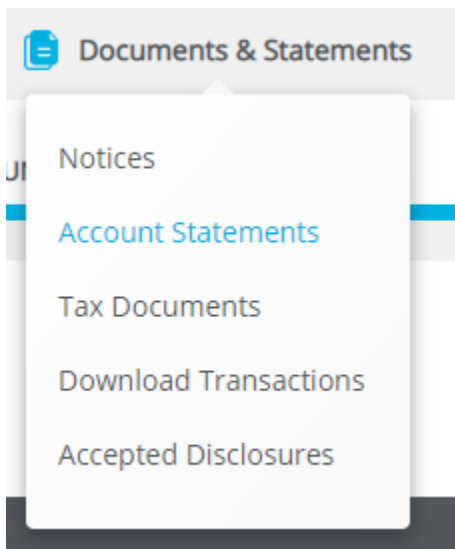 Documents & Statements
Notices
Account Statements
Tax Documents
Download Transactions
Accepted Disclosures